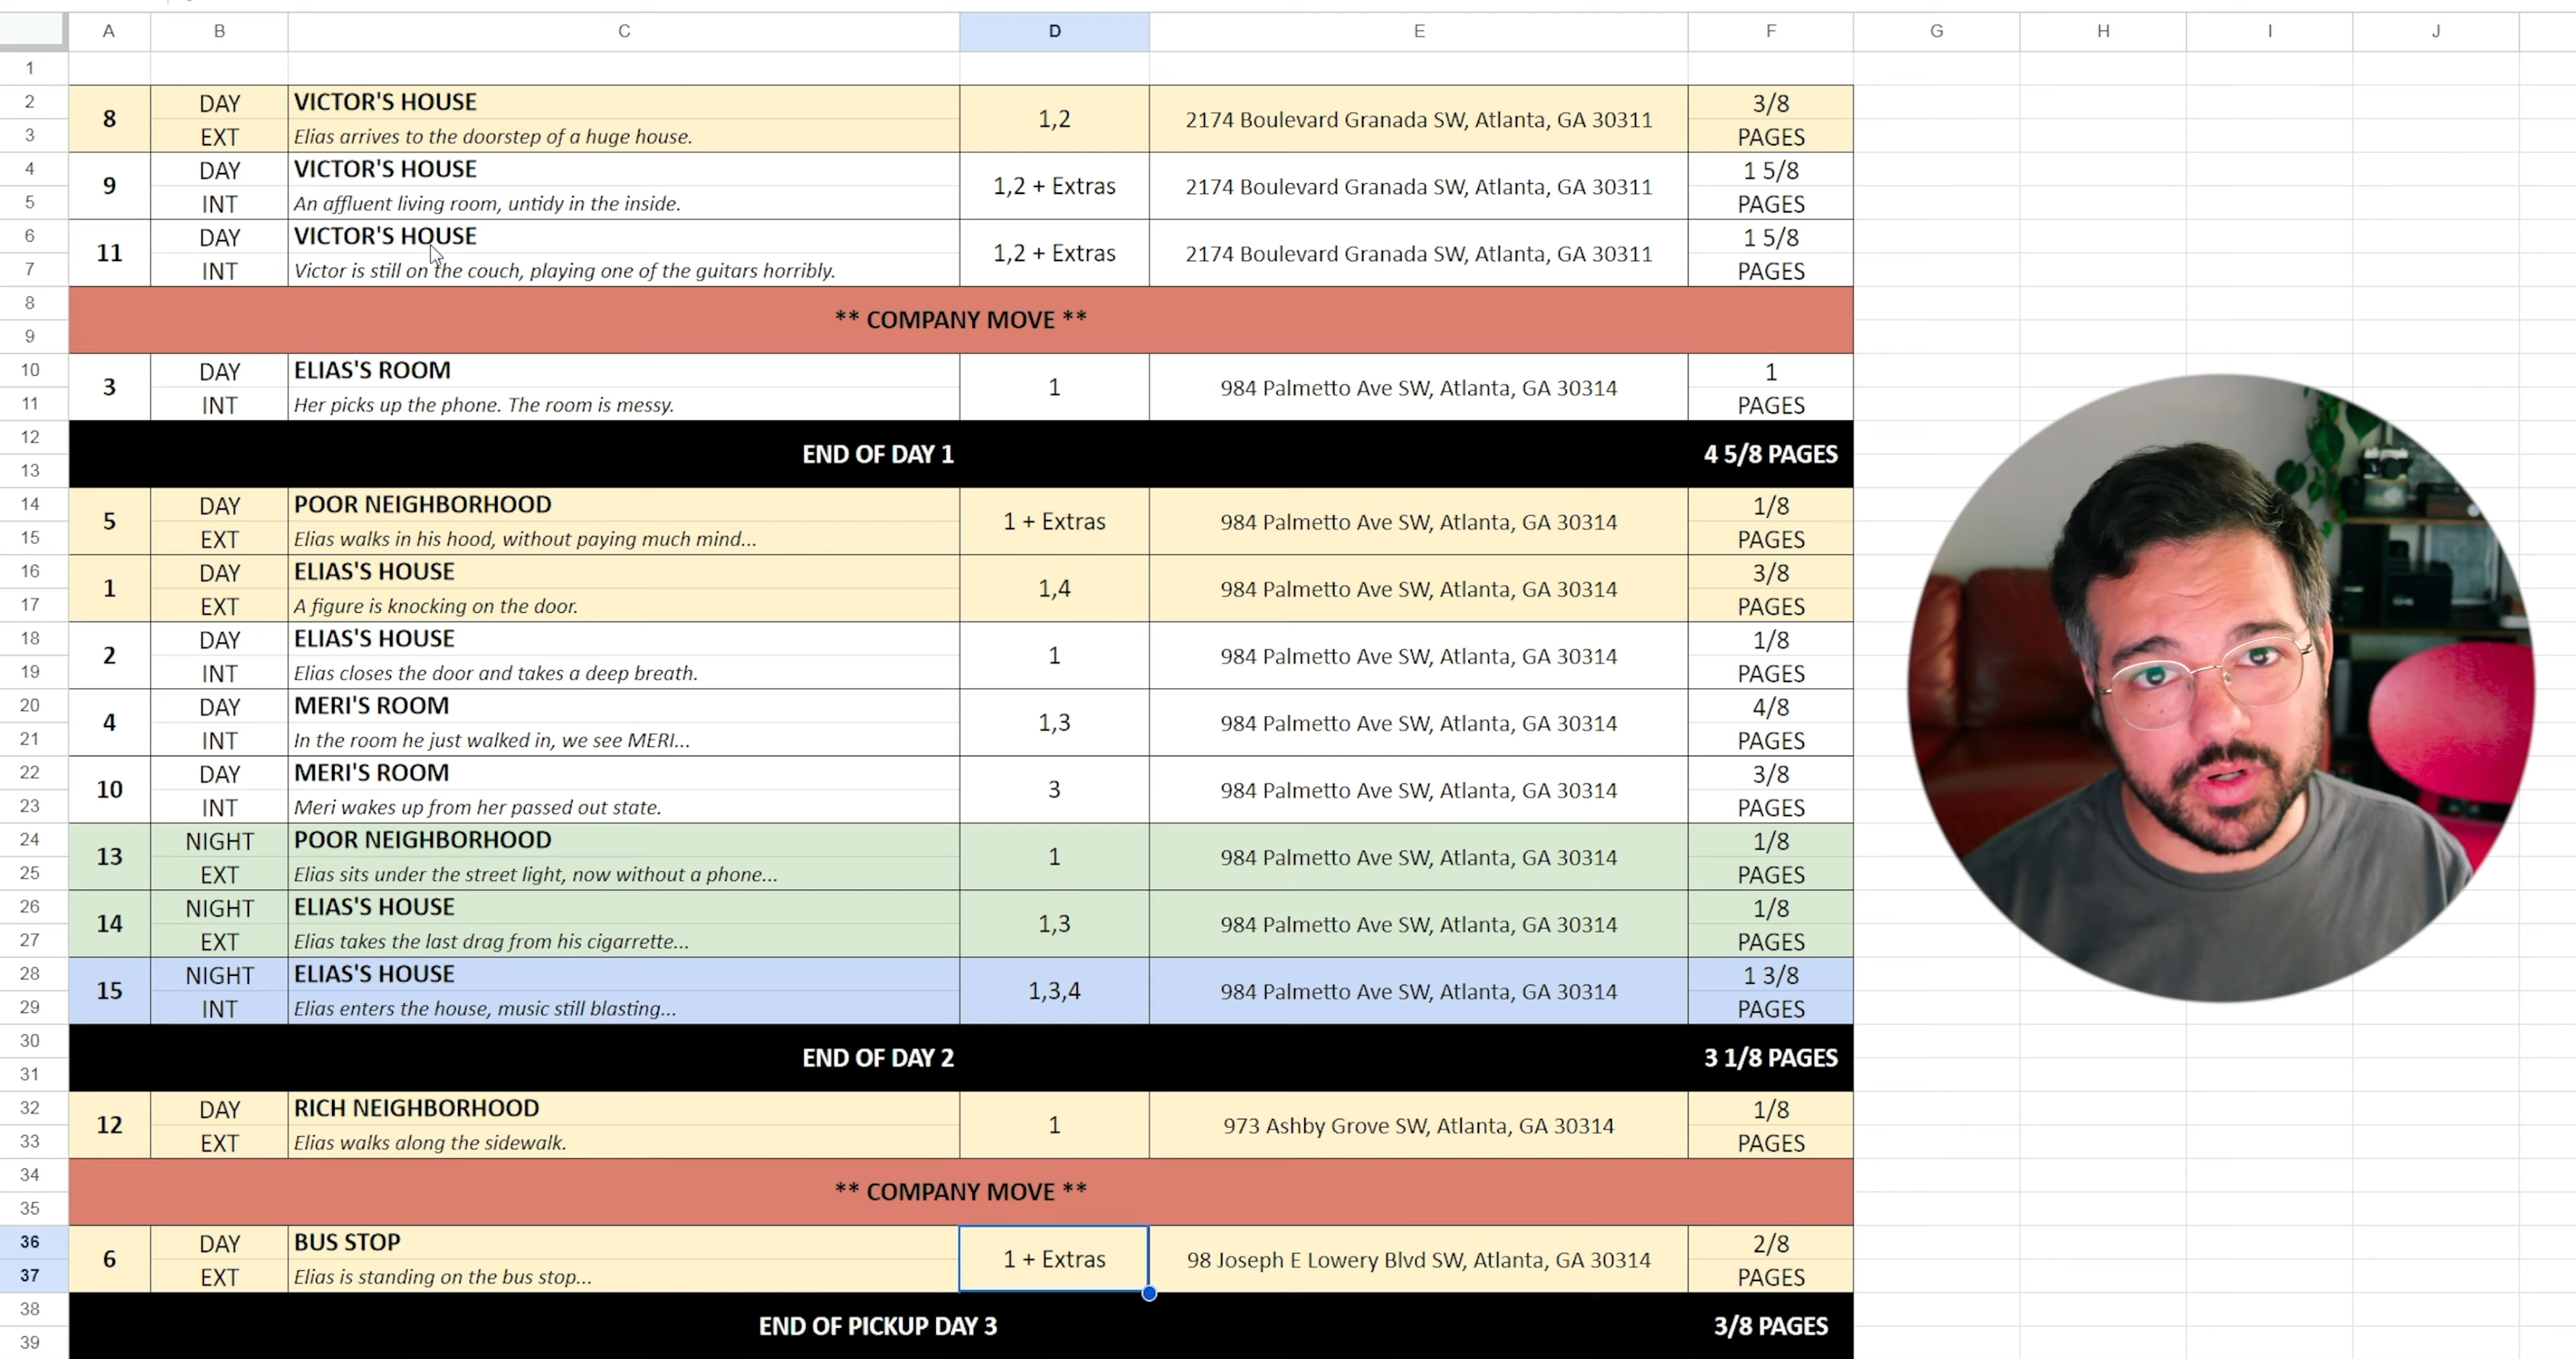 A B C D E F G H I J
1
2 DAY VICTOR'S HOUSE 3/8
8 1,2 2174 Boulevard Granada SW, Atlanta, GA 30311
3 EXT Elias arrives to the doorstep of a huge house. PAGES
4 DAY VICTOR'S HOUSE 1 5/8
9 1,2 + Extras 2174 Boulevard Granada SW, Atlanta, GA 30311
5 INT An affluent living room, untidy in the inside. PAGES
6 DAY VICTOR'S HOUSE 1 5/8
11 1,2 + Extras 2174 Boulevard Granada SW, Atlanta, GA 30311
7 INT Victor is still on the couch, playing one of the guitars horribly. PAGES
8
** COMPANY MOVE **
9
10 DAY ELIAS'S ROOM 1
3 1 984 Palmetto Ave SW, Atlanta, GA 30314
11 INT Her picks up the phone. The room is messy. PAGES
12
END OF DAY 1 4 5/8 PAGES
13
14 DAY POOR NEIGHBORHOOD 1/8
5 1 + Extras 984 Palmetto Ave SW, Atlanta, GA 30314
15 EXT Elias walks in his hood, without paying much mind... PAGES
16 DAY ELIAS'S HOUSE 3/8
1 1,4 984 Palmetto Ave SW, Atlanta, GA 30314
17 EXT A figure is knocking on the door. PAGES
18 DAY ELIAS'S HOUSE 1/8
2 1 984 Palmetto Ave SW, Atlanta, GA 30314
19 INT Elias closes the door and takes a deep breath. PAGES
20 DAY MERI'S ROOM 4/8
4 1,3 984 Palmetto Ave SW, Atlanta, GA 30314
21 INT In the room he just walked in, we see MERI... PAGES
22 DAY MERI'S ROOM 3/8
10 3 984 Palmetto Ave SW, Atlanta, GA 30314
23 INT Meri wakes up from her passed out state. PAGES
24 NIGHT POOR NEIGHBORHOOD 1/8
13 1 984 Palmetto Ave SW, Atlanta, GA 30314
25 EXT Elias sits under the street light, now without a phone... PAGES
26 NIGHT ELIAS'S HOUSE 1/8
14 1,3 984 Palmetto Ave SW, Atlanta, GA 30314
27 EXT Elias takes the last drag from his cigarrette... PAGES
28 NIGHT ELIAS'S HOUSE 1 3/8
15 1,3,4 984 Palmetto Ave SW, Atlanta, GA 30314
29 INT Elias enters the house, music still blasting... PAGES
30
END OF DAY 2 3 1/8 PAGES
31
32 DAY RICH NEIGHBORHOOD 1/8
12 1 973 Ashby Grove SW, Atlanta, GA 30314
33 EXT Elias walks along the sidewalk. PAGES
34
** COMPANY MOVE **
35
36 DAY BUS STOP 2/8
6 1 + Extras 98 Joseph E Lowery Blvd SW, Atlanta, GA 30314
37 EXT Elias is standing on the bus stop... PAGES
38
END OF PICKUP DAY 3 3/8 PAGES
39